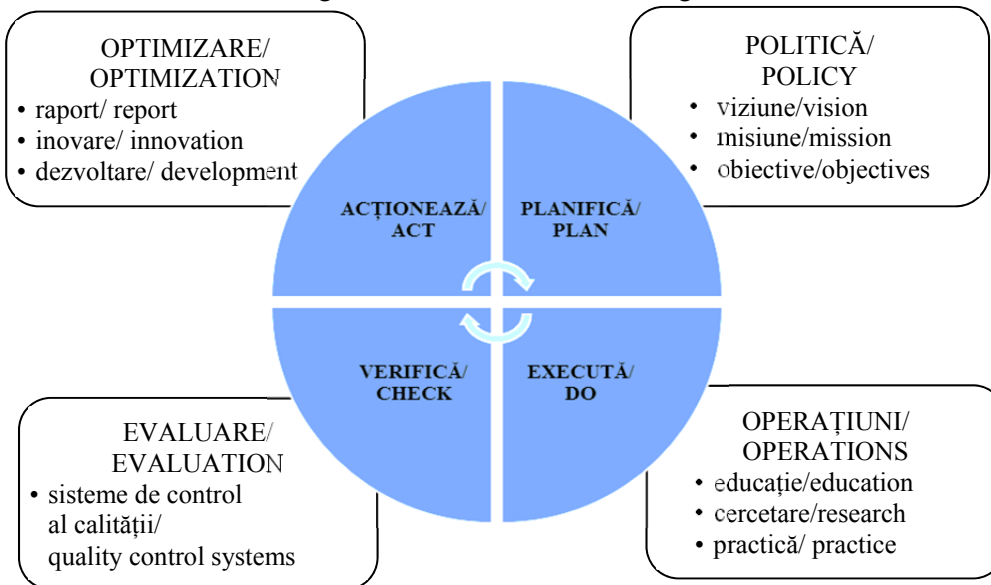 OPTIMIZARE/
OPTIMIZATION
• raport/ report
• inovare/ innovation
• dezvoltare/ development
POLITICĂ/
POLICY
• viziune/vision
• misiune/mission
• obiective/objectives
ACȚIONEAZĂ/
ACT
PLANIFICĂ/
PLAN
VERIFICĂ/
CHECK
EXECUTĂ/
DO
EVALUARE/
EVALUATION
• sisteme de control
al calității/
quality control systems
OPERAȚIUNI/
OPERATIONS
• educație/education
• cercetare/research
• practică/ practice